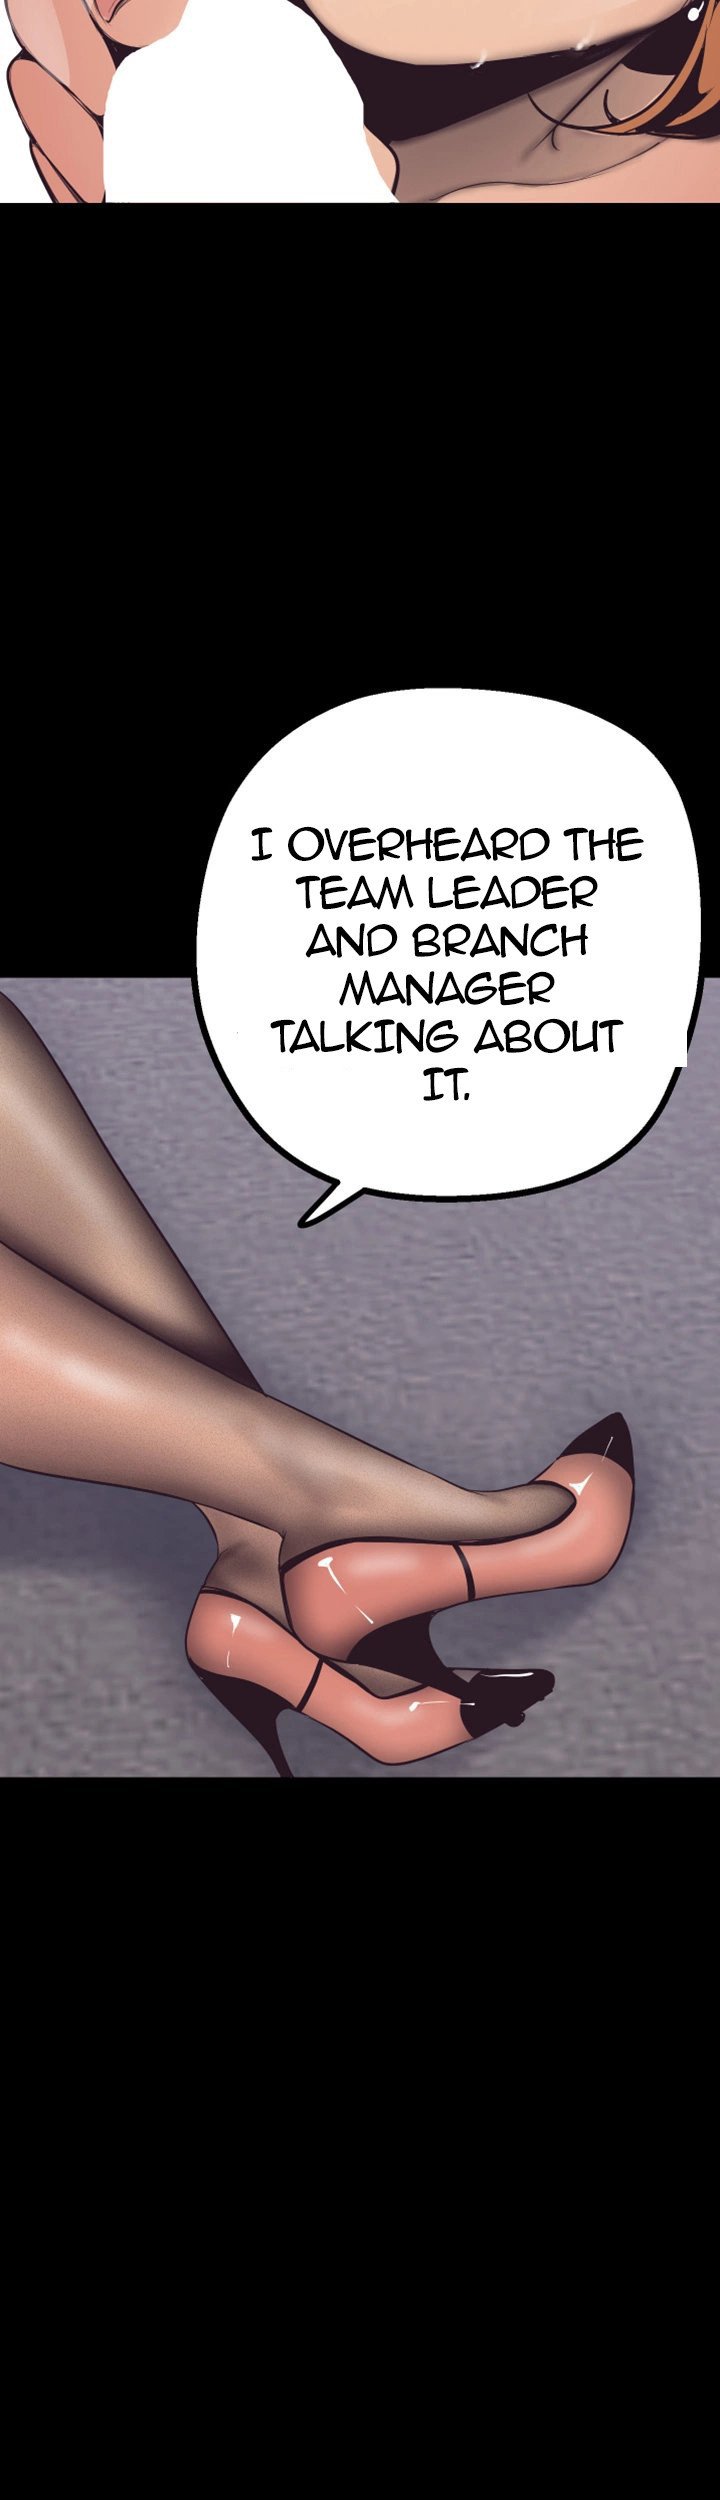 I OVERHEARD THE
TEAM LEADER
AND BRANCH
MANAGER
TALKING ABOUT
IT.